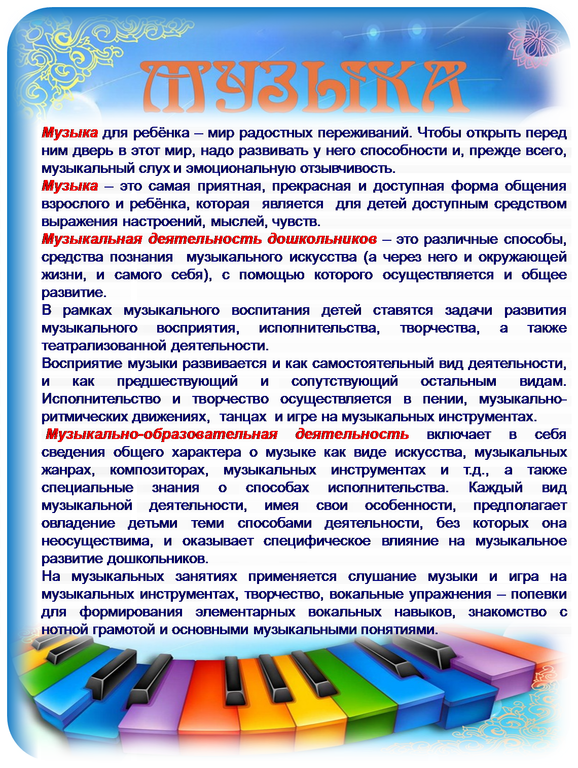 МУЗЫКА
Музыка для ребёнка – мир радостных переживаний. Чтобы открыть перед
ним дверь в этот мир, надо развивать у него способности и, прежде всего,
музыкальный слух и эмоциональную отзывчивость.
Музыка – это самая приятная, прекрасная и доступная форма общения
взрослого и ребёнка, которая является для детей доступным средством
выражения настроений, мыслей, чувств.
Музыкальная деятельность дошкольников – это различные способы,
средства познания музыкального искусства (а через него и окружающей
жизни, и самого себя), с помощью которого осуществляется и общее
развитие.
В рамках музыкального воспитания детей ставятся задачи развития
музыкального восприятия, исполнительства, творчества, а также
театрализованной деятельности.
Восприятие музыки развивается и как самостоятельный вид деятельности,
и как предшествующий и сопутствующий остальным видам.
Исполнительство и творчество осуществляется в пении, музыкально-
ритмических движениях, танцах и игре на музыкальных инструментах.
Музыкально-образовательная деятельность включает в себя
сведения общего характера о музыке как виде искусства, музыкальных
жанрах, композиторах, музыкальных инструментах и т.д., а также
специальные знания о способах исполнительства. Каждый вид
музыкальной деятельности, имея свои особенности, предполагает
овладение детьми теми способами деятельности, без которых она
неосуществима, и оказывает специфическое влияние на музыкальное
развитие дошкольников.
На музыкальных занятиях применяется слушание музыки и игра на
музыкальных инструментах, творчество, вокальные упражнения – попевки
для формирования элементарных вокальных навыков, знакомство с
нотной грамотой и основными музыкальными понятиями.